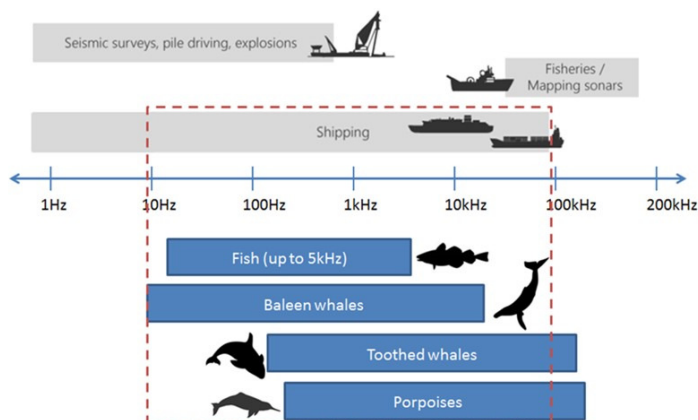 Seismic surveys, pile driving, explosions
Fisheries /
Mapping sonars
Shipping
1Hz 10Hz 100Hz 1kHz 10kHz 100kHz 200kHz
Fish (up to 5kHz)
Baleen whales
Toothed whales
Porpoises